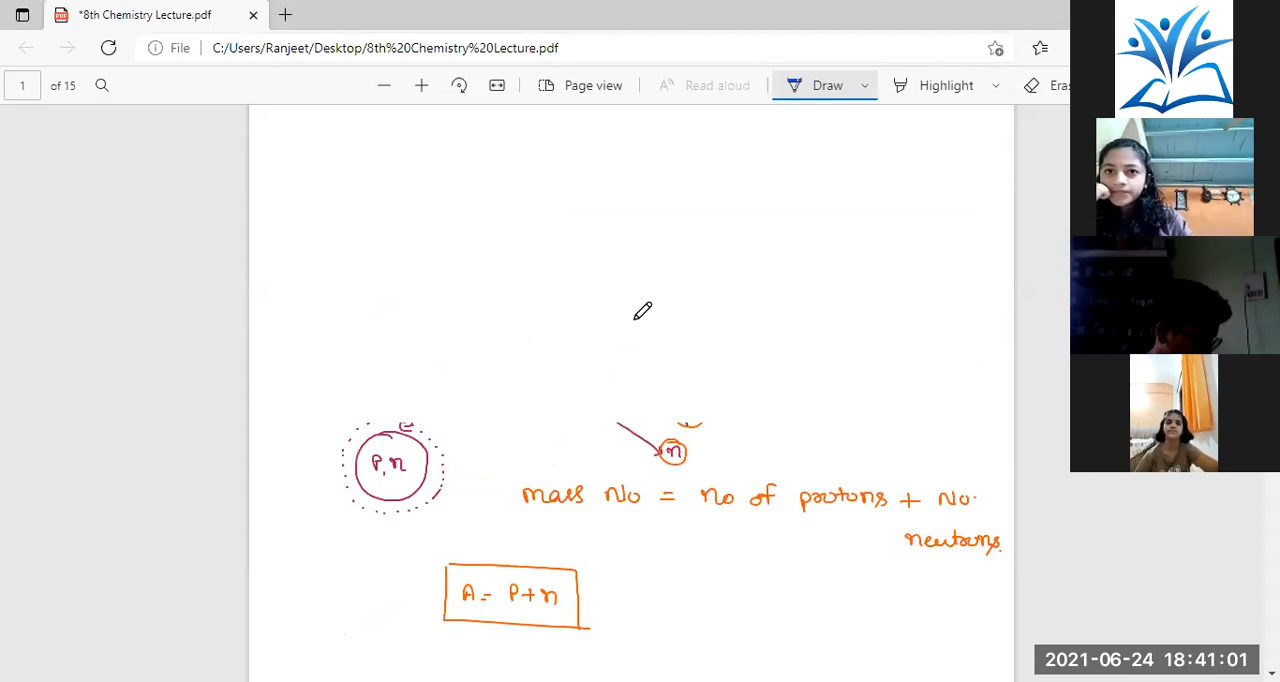 *8th Chemistry Lecture.pdf
File
C:/Users/Ranjeet/Desktop/8th%20Chemistry%20Lecture.pdf
1 of 15
Page view
Read aloud
Draw
Highlight
Eras
e
P, n
n
mass No = no of protons + No.
neutrons.
A = P+n
2021-06-24 18:41:01